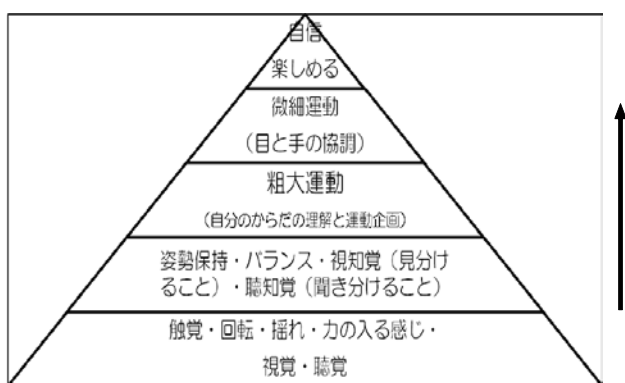 自信
楽しめる
微細運動
(目と手の協調)
粗大運動
(自分のからだの理解と運動企画)
姿勢保持・バランス・視知覚(見分け
ること)・聴知覚(聞き分けること)
触覚・回転・揺れ・力の入る感じ・
視覚・聴覚